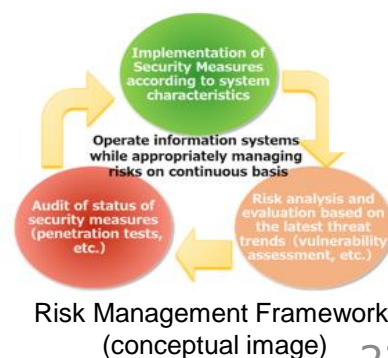 Implementation of
Security Measures
according to system
characteristics
Operate information systems
while appropriately managing
risks on continuous basis
Audit of status of
security measures
(penetration tests,
etc.)
Risk analysis and
evaluation based on
the latest threat
trends (vulnerability
assessment, etc.)
Risk Management Framework
(conceptual image)